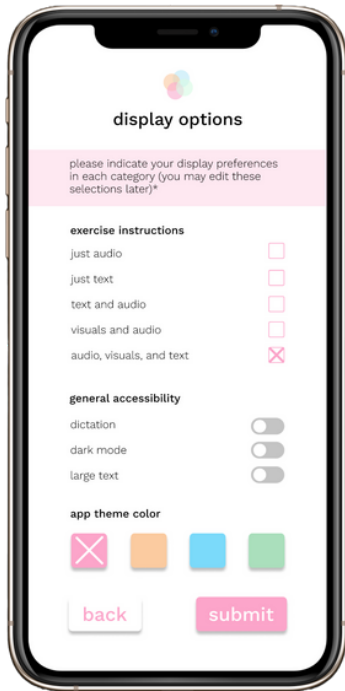 display options
please indicate your display preferences
in each category (you may edit these
selections later)*
exercise instructions
just audio
just text
text and audio
visuals and audio
audio, visuals, and text
general accessibility
dictation
dark mode
large text
app theme color
back
submit